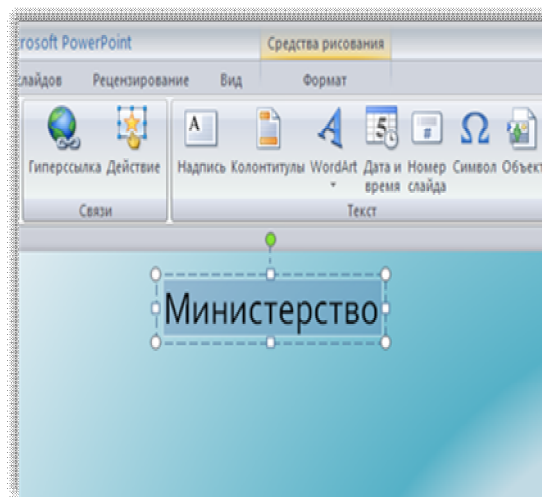 rosoft PowerPoint Средства рисования
лайдов Рецензирование Вид Формат
A 5 #
Гиперссылка Действие Надпись Колонтитулы WordArt Дата и время Номер слайда Символ Объект
Связи Текст
Министерство